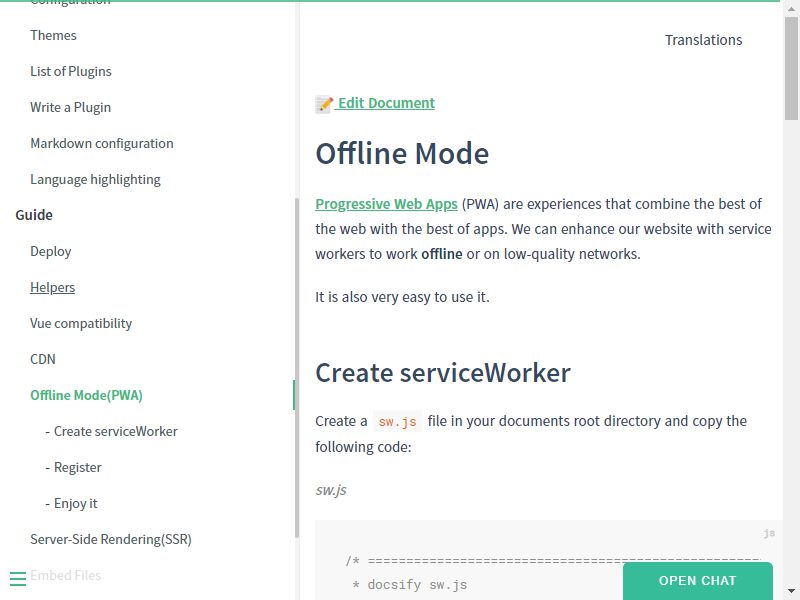 Configuration
Themes
List of Plugins
Write a Plugin
Markdown configuration
Language highlighting
Guide
Deploy
Helpers
Vue compatibility
CDN
Offline Mode(PWA)
- Create serviceWorker
- Register
- Enjoy it
Server-Side Rendering(SSR)
Embed Files
Translations
Edit Document
Offline Mode
Progressive Web Apps (PWA) are experiences that combine the best of
the web with the best of apps. We can enhance our website with service
workers to work offline or on low-quality networks.
It is also very easy to use it.
Create serviceWorker
Create a sw.js file in your documents root directory and copy the
following code:
sw.js
js
/* ===================================================
* docsify sw.js
OPEN CHAT